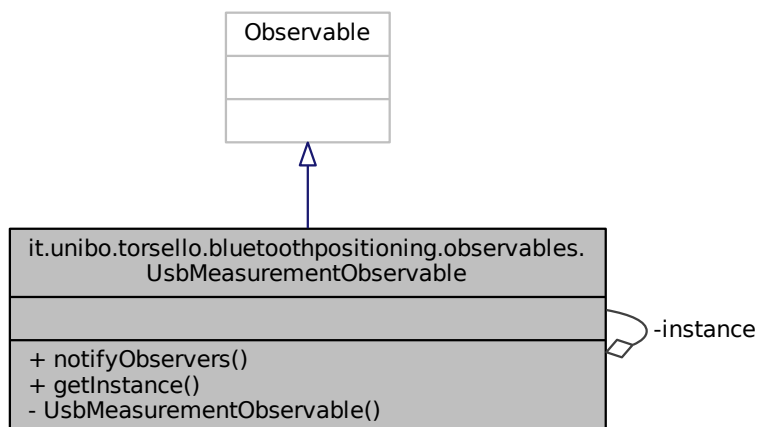 Observable
it.unibo.torsello.bluetoothpositioning.observables.
UsbMeasurementObservable
-instance
+ notifyObservers()
+ getInstance()
- UsbMeasurementObservable()